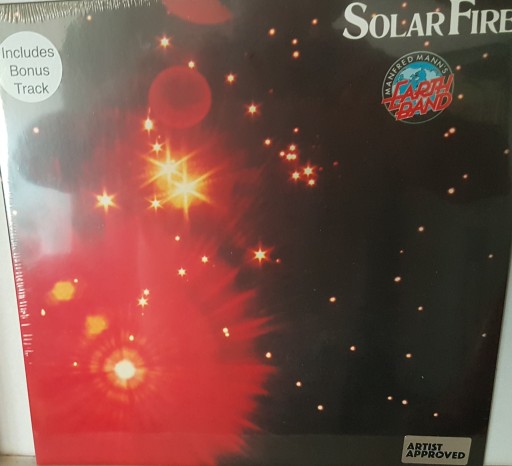 SOLAR FIRE
Includes
Bonus
Track
MANFRED MANN'S
EARTH
BAND
ARTIST
APPROVED